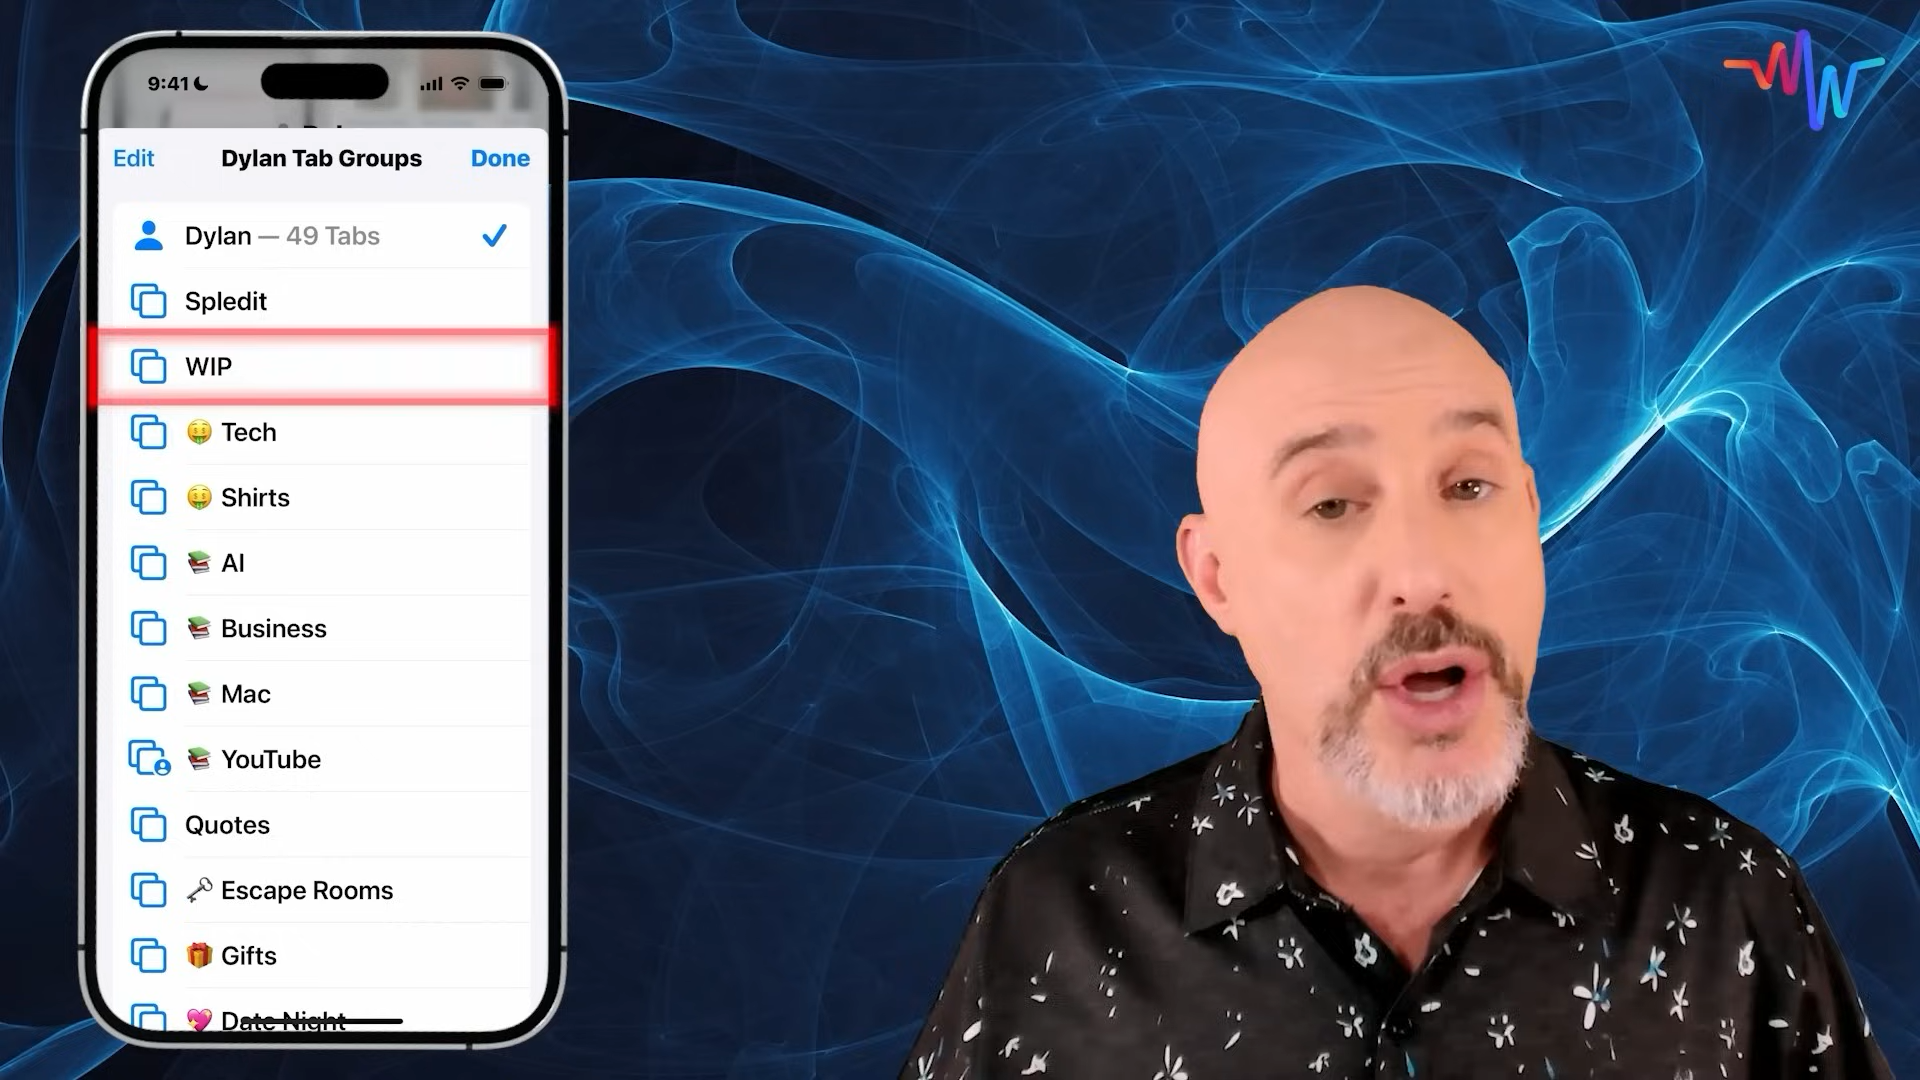 9:41
Edit Dylan Tab Groups Done
Dylan — 49 Tabs
Spledit
WIP
Tech
Shirts
AI
Business
Mac
YouTube
Quotes
Escape Rooms
Gifts
Date Night